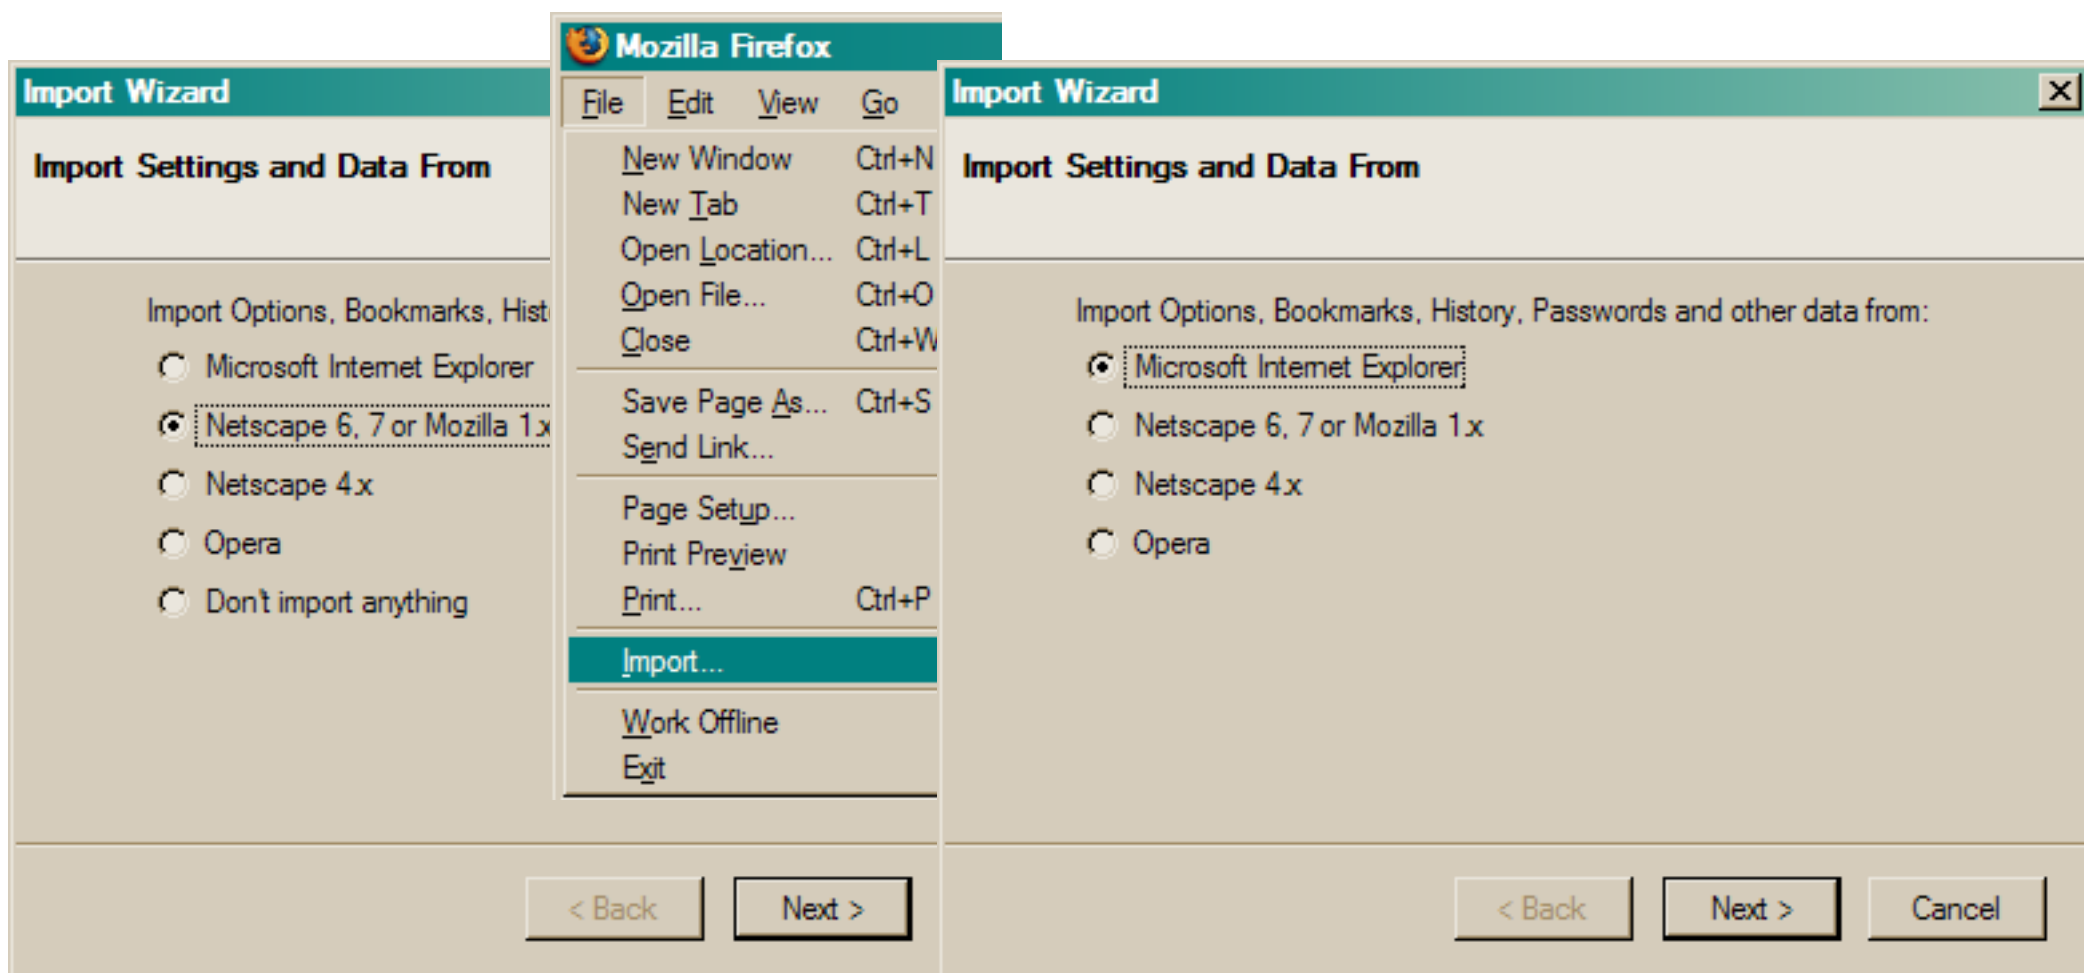 Import Wizard
Import Settings and Data From
Import Options, Bookmarks, Hist
Microsoft Internet Explorer
Netscape 6, 7 or Mozilla 1.x
Netscape 4.x
Opera
Don't import anything
< Back
Next >
Mozilla Firefox
File Edit View Go
New Window Ctrl+N
New Tab Ctrl+T
Open Location... Ctrl+L
Open File... Ctrl+O
Close Ctrl+W
Save Page As... Ctrl+S
Send Link...
Page Setup...
Print Preview
Print... Ctrl+P
Import...
Work Offline
Exit
Import Wizard
Import Settings and Data From
Import Options, Bookmarks, History, Passwords and other data from:
Microsoft Internet Explorer
Netscape 6, 7 or Mozilla 1.x
Netscape 4.x
Opera
< Back
Next >
Cancel